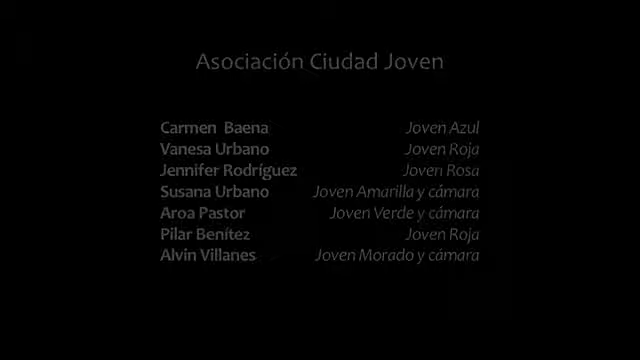 Asociación Ciudad Joven
Carmen Baena Joven Azul
Vanesa Urbano Joven Roja
Jennifer Rodríguez Joven Rosa
Susana Urbano Joven Amarilla y cámara
Aroa Pastor Joven Verde y cámara
Pilar Benítez Joven Roja
Alvín Villanes Joven Morado y cámara